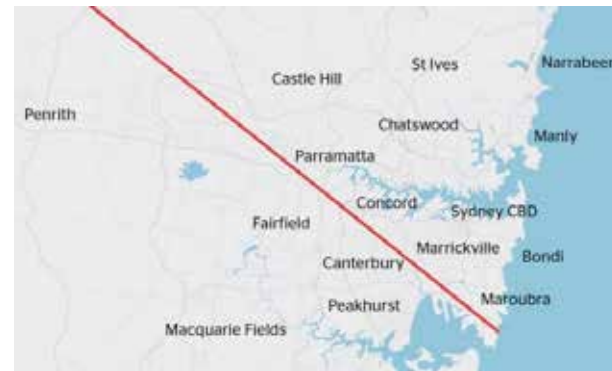 St Ives
Narrabeen
Castle Hill
Penrith
Chatswood
Manly
Parramatta
Concord
Sydney CBD
Fairfield
Marrickville
Bondi
Canterbury
Maroubra
Peakhurst
Macquarie Fields